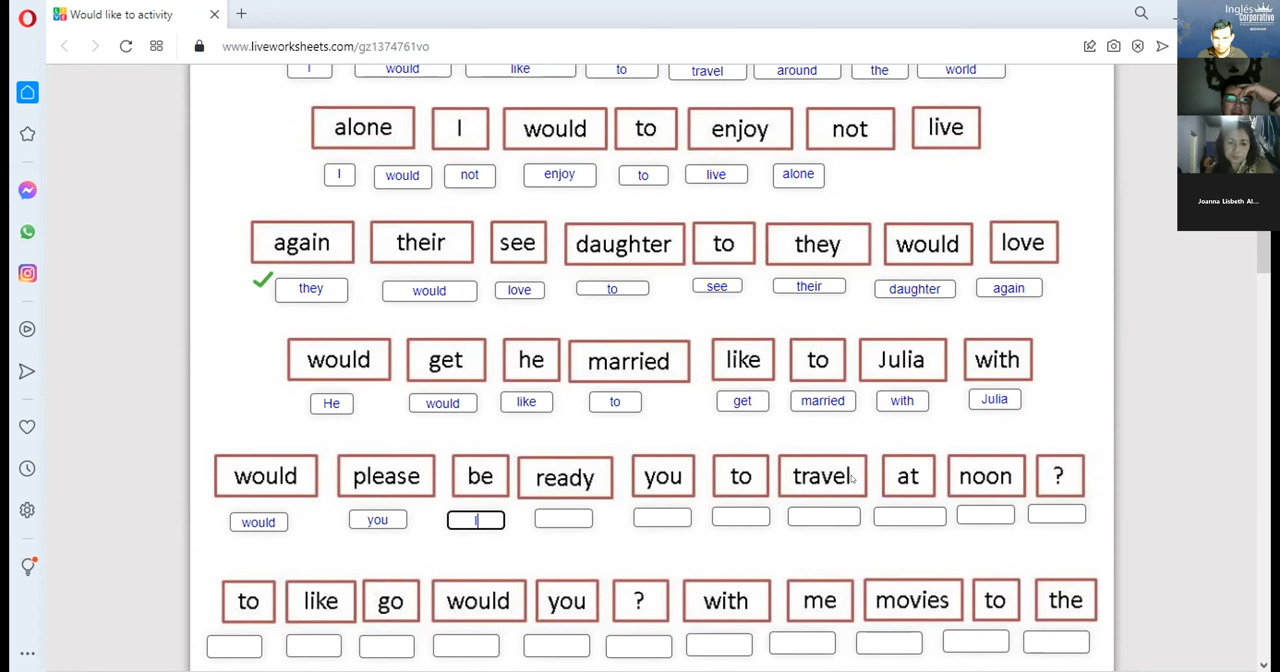 Would like to activity
www.liveworksheets.com/gz1374761vo
Inglés
Corporativo
Joanna Lisbeth Al...
I would like to travel around the world
alone I would to enjoy not live
I would not enjoy to live alone
again their see daughter to they would love
they would love to see their daughter again
would get he married like to Julia with
He would like to get married with Julia
would please be ready you to travel at noon ?
would you l
to like go would you ? with me movies to the